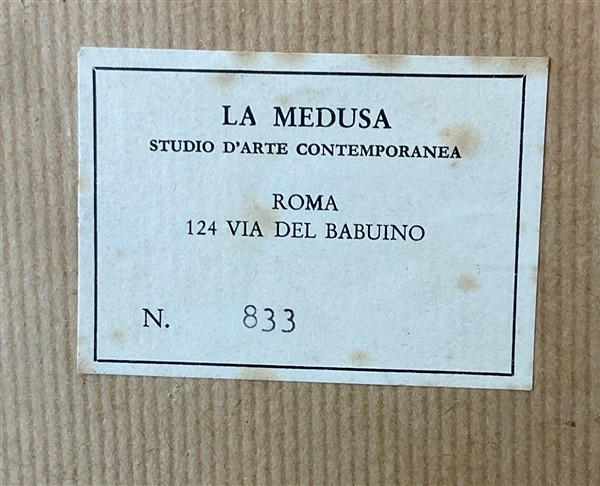 LA MEDUSA
STUDIO D'ARTE CONTEMPORANEA
ROMA
124 VIA DEL BABUINO
N. 833